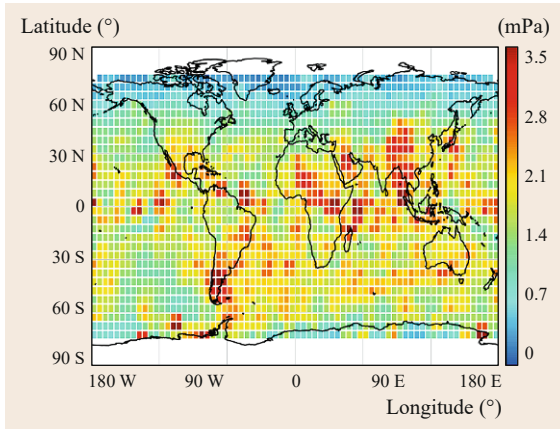 Latitude (°)
(mPa)
90 N
60 N
30 N
0
30 S
60 S
90 S
3.5
2.8
2.1
1.4
0.7
0
180 W 90 W 0 90 E 180 E
Longitude (°)